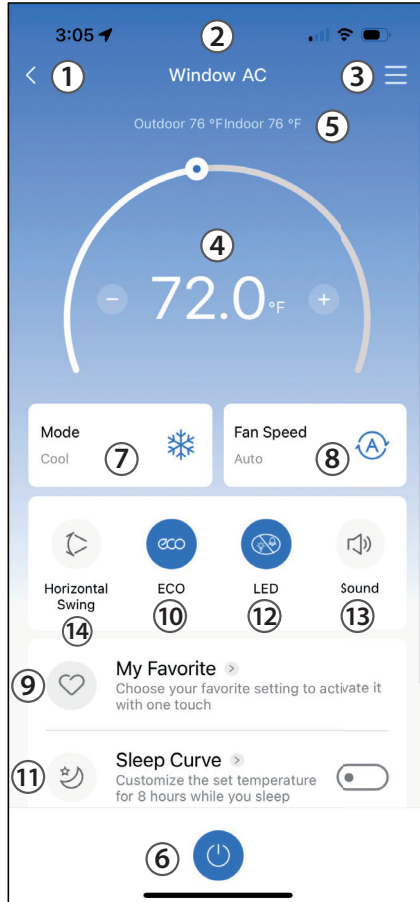 3:05
②
① Window AC ③
Outdoor 76 °FIndoor 76 °F ⑤
④
− 72.0°F +
Mode Fan Speed
Cool ⑦ Auto ⑧ A
eco
Horizontal ECO LED Sound
Swing
⑭ ⑩ ⑫ ⑬
My Favorite >
⑨ Choose your favorite setting to activate it
with one touch
Sleep Curve >
⑪ Customize the set temperature
for 8 hours while you sleep
⑥